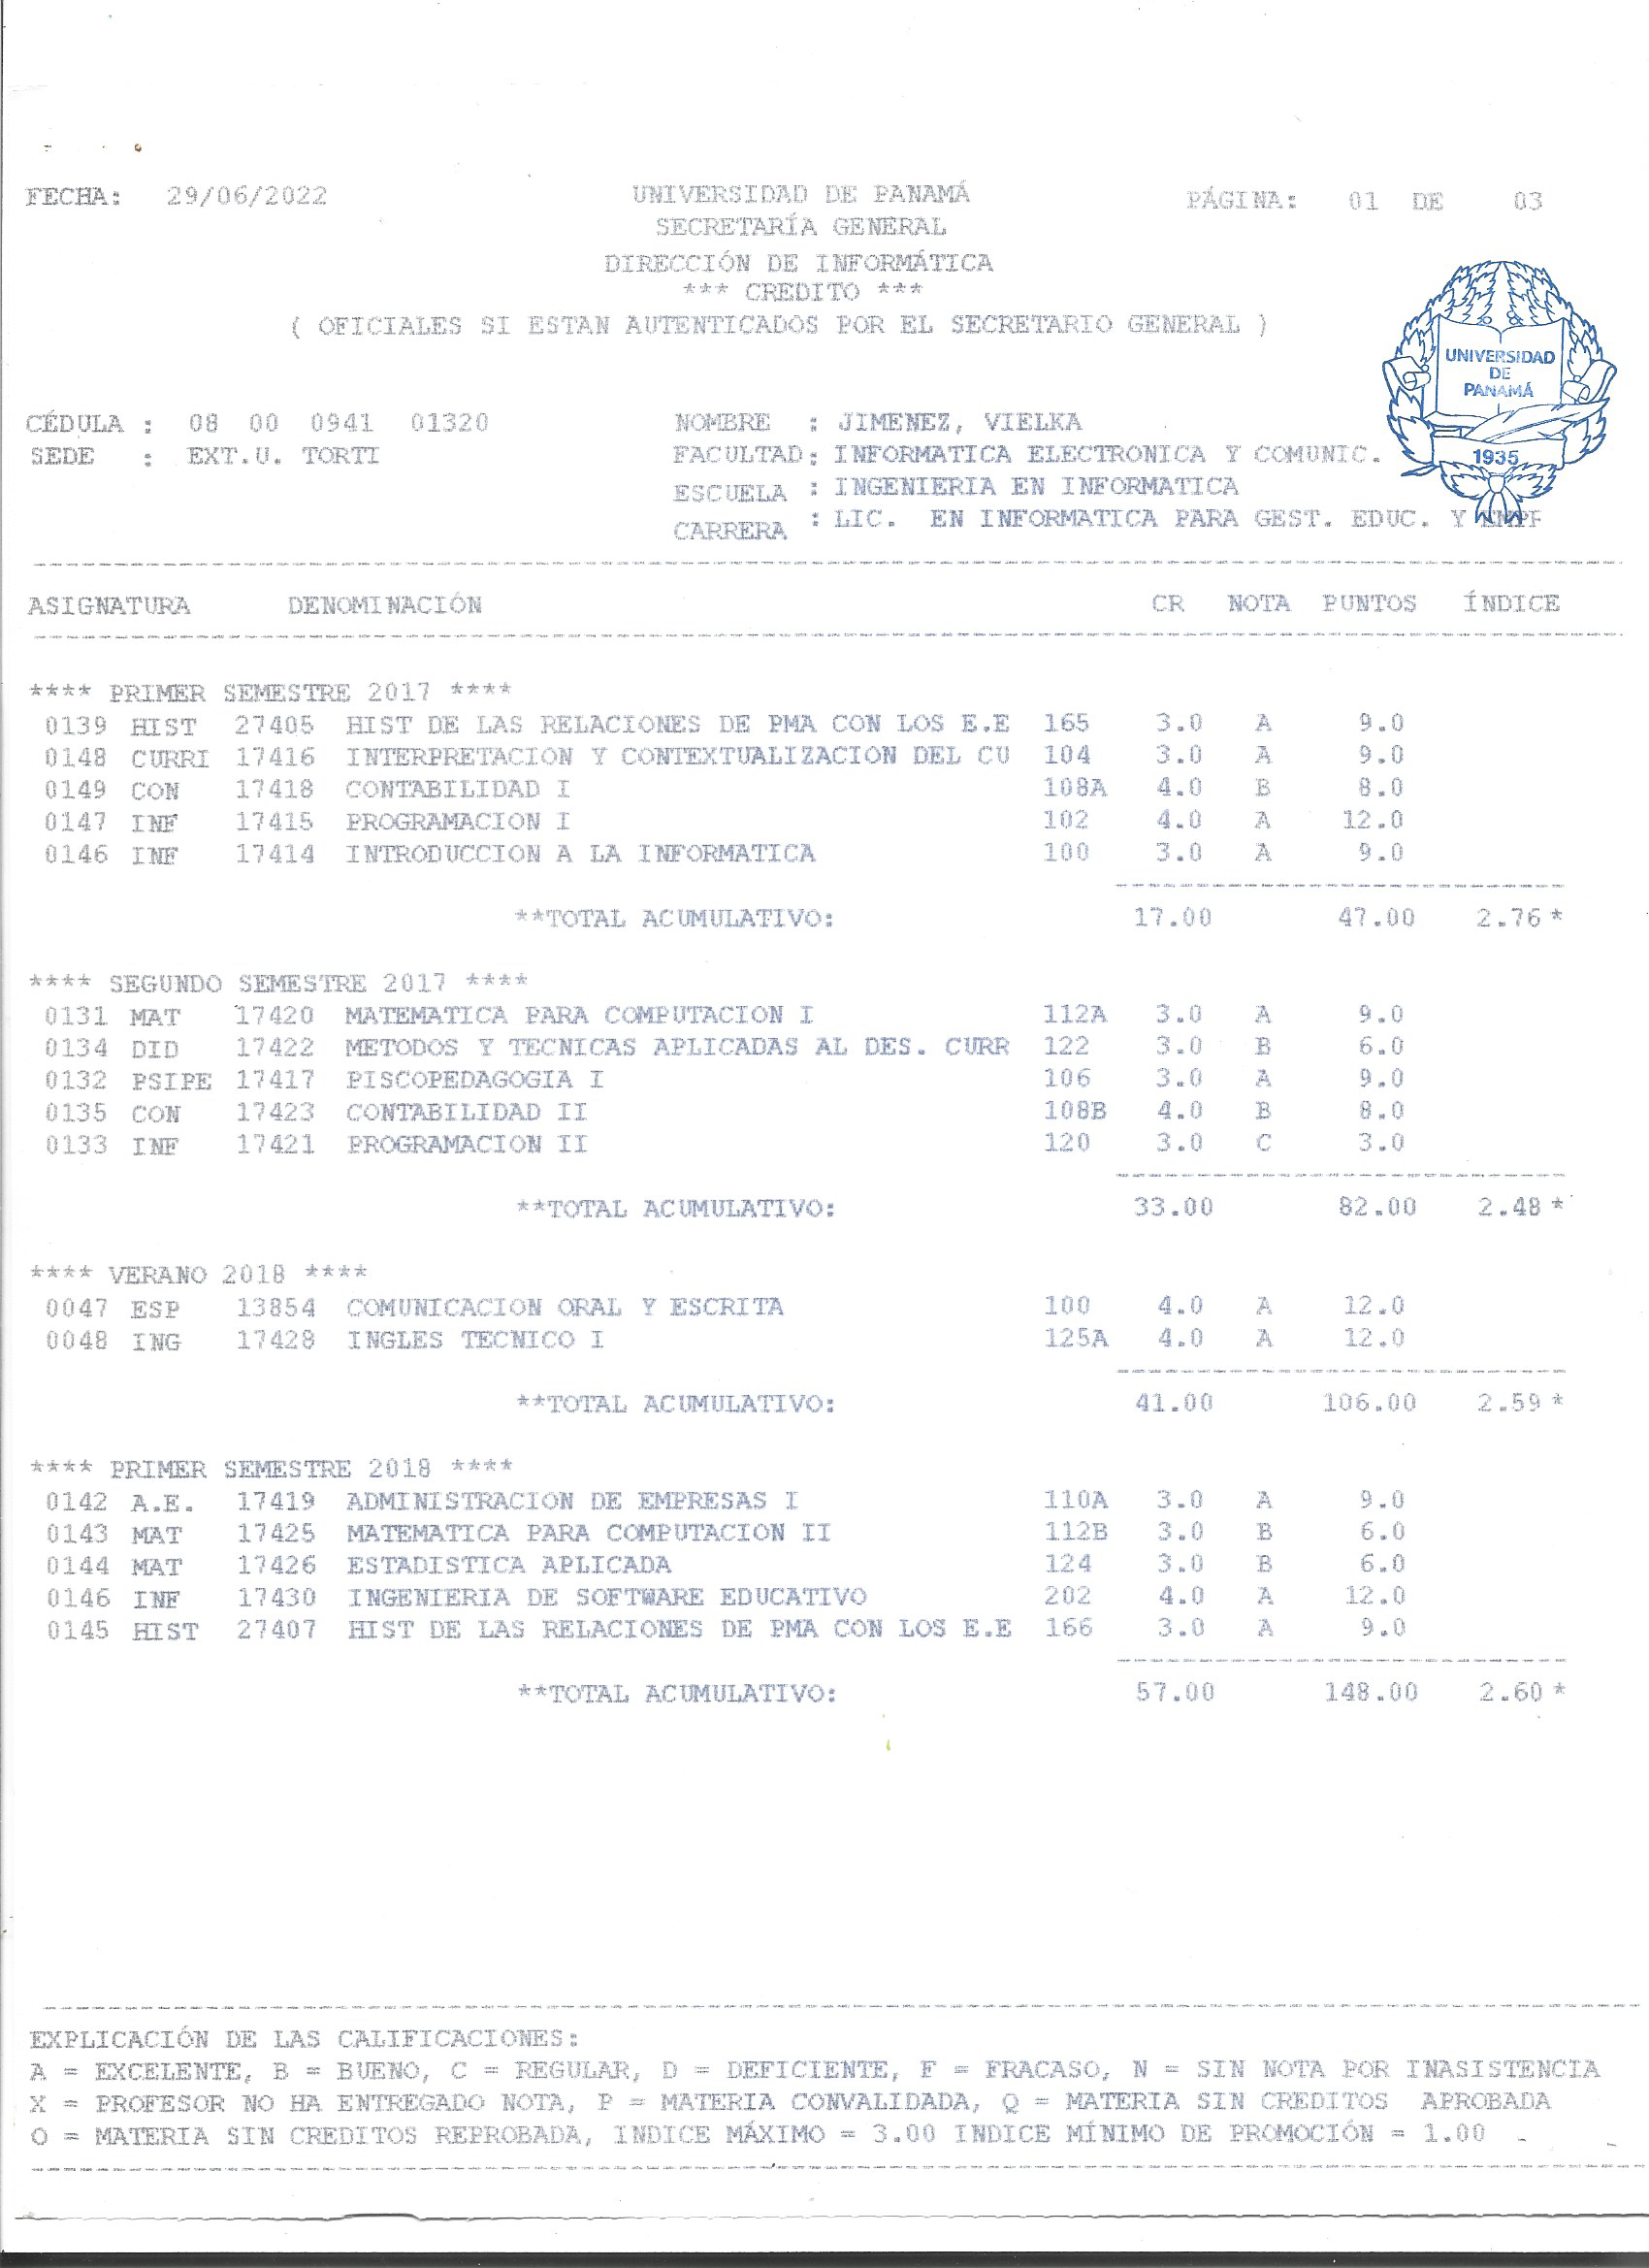 FECHA: 29/06/2022 UNIVERSIDAD DE PANAMÁ PÁGINA: 01 DE 03
SECRETARÍA GENERAL
DIRECCIÓN DE INFORMÁTICA
*** CREDITO ***
( OFICIALES SI ESTAN AUTENTICADOS POR EL SECRETARIO GENERAL )
UNIVERSIDAD
DE
PANAMÁ
1935
CÉDULA : 08 00 0941 01320 NOMBRE : JIMENEZ, VIELKA
SEDE : EXT.U. TORTI FACULTAD: INFORMATICA ELECTRONICA Y COMUNIC.
ESCUELA : INGENIERIA EN INFORMATICA
CARRERA : LIC. EN INFORMATICA PARA GEST. EDUC. Y EMPF
ASIGNATURA DENOMINACIÓN CR NOTA PUNTOS ÍNDICE
**** PRIMER SEMESTRE 2017 ****
0139 HIST 27405 HIST DE LAS RELACIONES DE PMA CON LOS E.E 165 3.0 A 9.0
0148 CURRI 17416 INTERPRETACION Y CONTEXTUALIZACION DEL CU 104 3.0 A 9.0
0149 CON 17418 CONTABILIDAD I 108A 4.0 B 8.0
0147 INF 17415 PROGRAMACION I 102 4.0 A 12.0
0146 INF 17414 INTRODUCCION A LA INFORMATICA 100 3.0 A 9.0
**TOTAL ACUMULATIVO: 17.00 47.00 2.76 *
**** SEGUNDO SEMESTRE 2017 ****
0131 MAT 17420 MATEMATICA PARA COMPUTACION I 112A 3.0 A 9.0
0134 DID 17422 METODOS Y TECNICAS APLICADAS AL DES. CURR 122 3.0 B 6.0
0132 PSIPE 17417 PISCOPEDAGOGIA I 106 3.0 A 9.0
0135 CON 17423 CONTABILIDAD II 108B 4.0 B 8.0
0133 INF 17421 PROGRAMACION II 120 3.0 C 3.0
**TOTAL ACUMULATIVO: 33.00 82.00 2.48 *
**** VERANO 2018 ****
0047 ESP 13854 COMUNICACION ORAL Y ESCRITA 100 4.0 A 12.0
0048 ING 17428 INGLES TECNICO I 125A 4.0 A 12.0
**TOTAL ACUMULATIVO: 41.00 106.00 2.59 *
**** PRIMER SEMESTRE 2018 ****
0142 A.E. 17419 ADMINISTRACION DE EMPRESAS I 110A 3.0 A 9.0
0143 MAT 17425 MATEMATICA PARA COMPUTACION II 112B 3.0 B 6.0
0144 MAT 17426 ESTADISTICA APLICADA 124 3.0 B 6.0
0146 INF 17430 INGENIERIA DE SOFTWARE EDUCATIVO 202 4.0 A 12.0
0145 HIST 27407 HIST DE LAS RELACIONES DE PMA CON LOS E.E 166 3.0 A 9.0
**TOTAL ACUMULATIVO: 57.00 148.00 2.60 *
EXPLICACIÓN DE LAS CALIFICACIONES:
A = EXCELENTE, B = BUENO, C = REGULAR, D = DEFICIENTE, F = FRACASO, N = SIN NOTA POR INASISTENCIA
X = PROFESOR NO HA ENTREGADO NOTA, P = MATERIA CONVALIDADA, Q = MATERIA SIN CREDITOS APROBADA
O = MATERIA SIN CREDITOS REPROBADA, INDICE MÁXIMO = 3.00 INDICE MÍNIMO DE PROMOCIÓN = 1.00